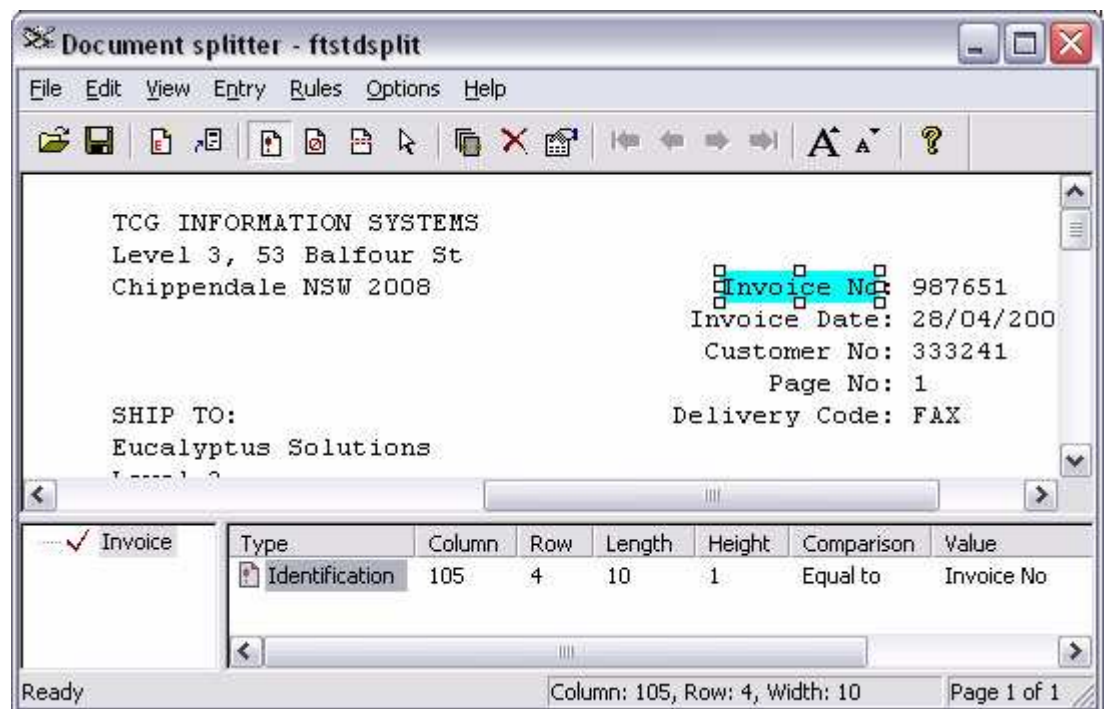 Document splitter - ftstdsplit
File Edit View Entry Rules Options Help
TCG INFORMATION SYSTEMS
Level 3, 53 Balfour St
Chippendale NSW 2008 Invoice No: 987651
Invoice Date: 28/04/200
Customer No: 333241
Page No: 1
SHIP TO: Delivery Code: FAX
Eucalyptus Solutions
Invoice
Type Column Row Length Height Comparison Value
Identification 105 4 10 1 Equal to Invoice No
Ready Column: 105, Row: 4, Width: 10 Page 1 of 1